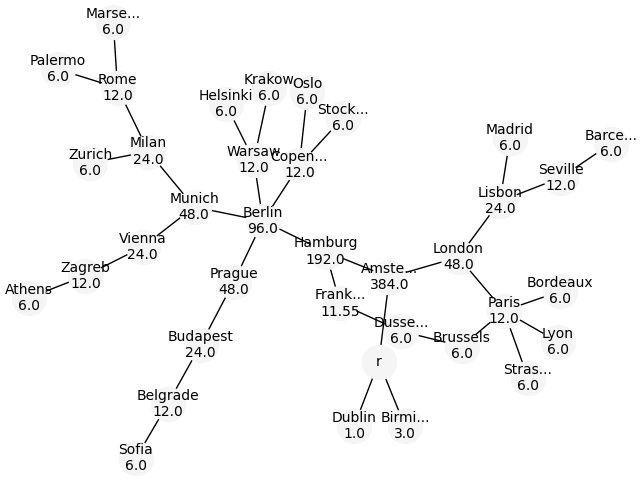 Marse...
6.0
Palermo
6.0
Rome
12.0
Helsinki
6.0
Krakow
6.0
Oslo
6.0
Stock...
6.0
Zurich
6.0
Milan
24.0
Warsaw
12.0
Copen...
12.0
Madrid
6.0
Barce...
6.0
Seville
12.0
Lisbon
24.0
Munich
48.0
Berlin
96.0
Vienna
24.0
Hamburg
192.0
London
48.0
Athens
6.0
Zagreb
12.0
Prague
48.0
Amste...
384.0
Frank...
11.55
Bordeaux
6.0
Paris
12.0
Dusse...
6.0
Brussels
6.0
Lyon
6.0
Budapest
24.0
r
Stras...
6.0
Belgrade
12.0
Dublin
1.0
Birmi...
3.0
Sofia
6.0